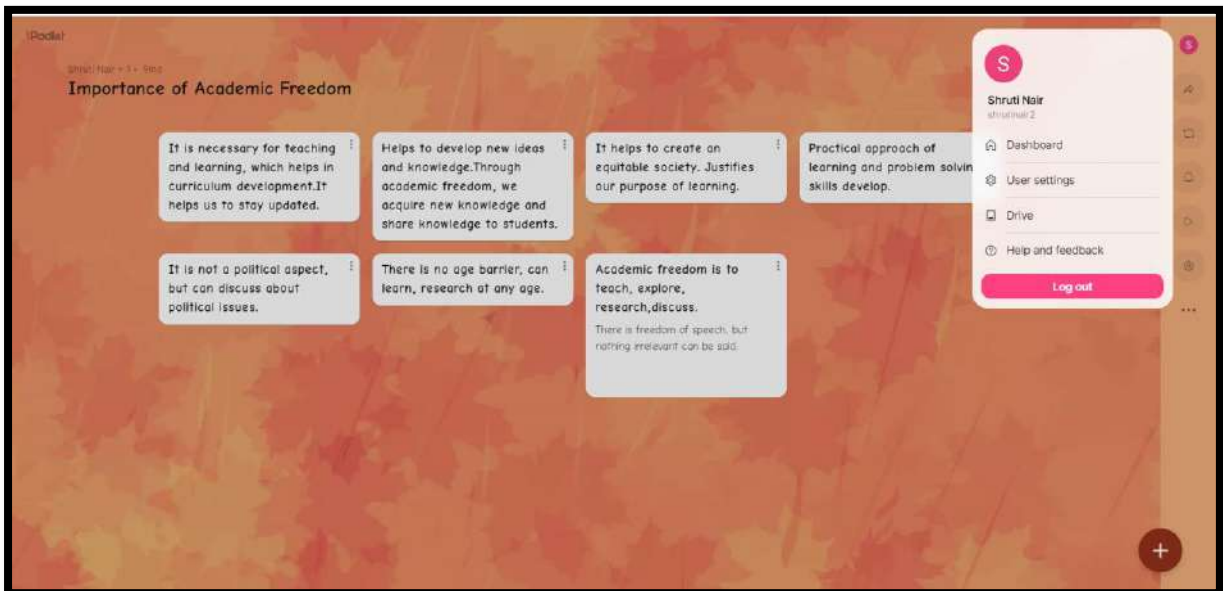 Padlet
Shruti Nair + 1 • 9mo
Importance of Academic Freedom
It is necessary for teaching
and learning, which helps in
curriculum development.It
helps us to stay updated.
Helps to develop new ideas
and knowledge.Through
academic freedom, we
acquire new knowledge and
share knowledge to students.
It helps to create an
equitable society. Justifies
our purpose of learning.
Practical approach of
learning and problem solvin
skills develop.
It is not a political aspect,
but can discuss about
political issues.
There is no age barrier, can
learn, research at any age.
Academic freedom is to
teach, explore,
research,discuss.
There is freedom of speech, but
nothing irrelevant can be said.
S
S
Shruti Nair
shrutinair2
Dashboard
User settings
Drive
Help and feedback
Log out